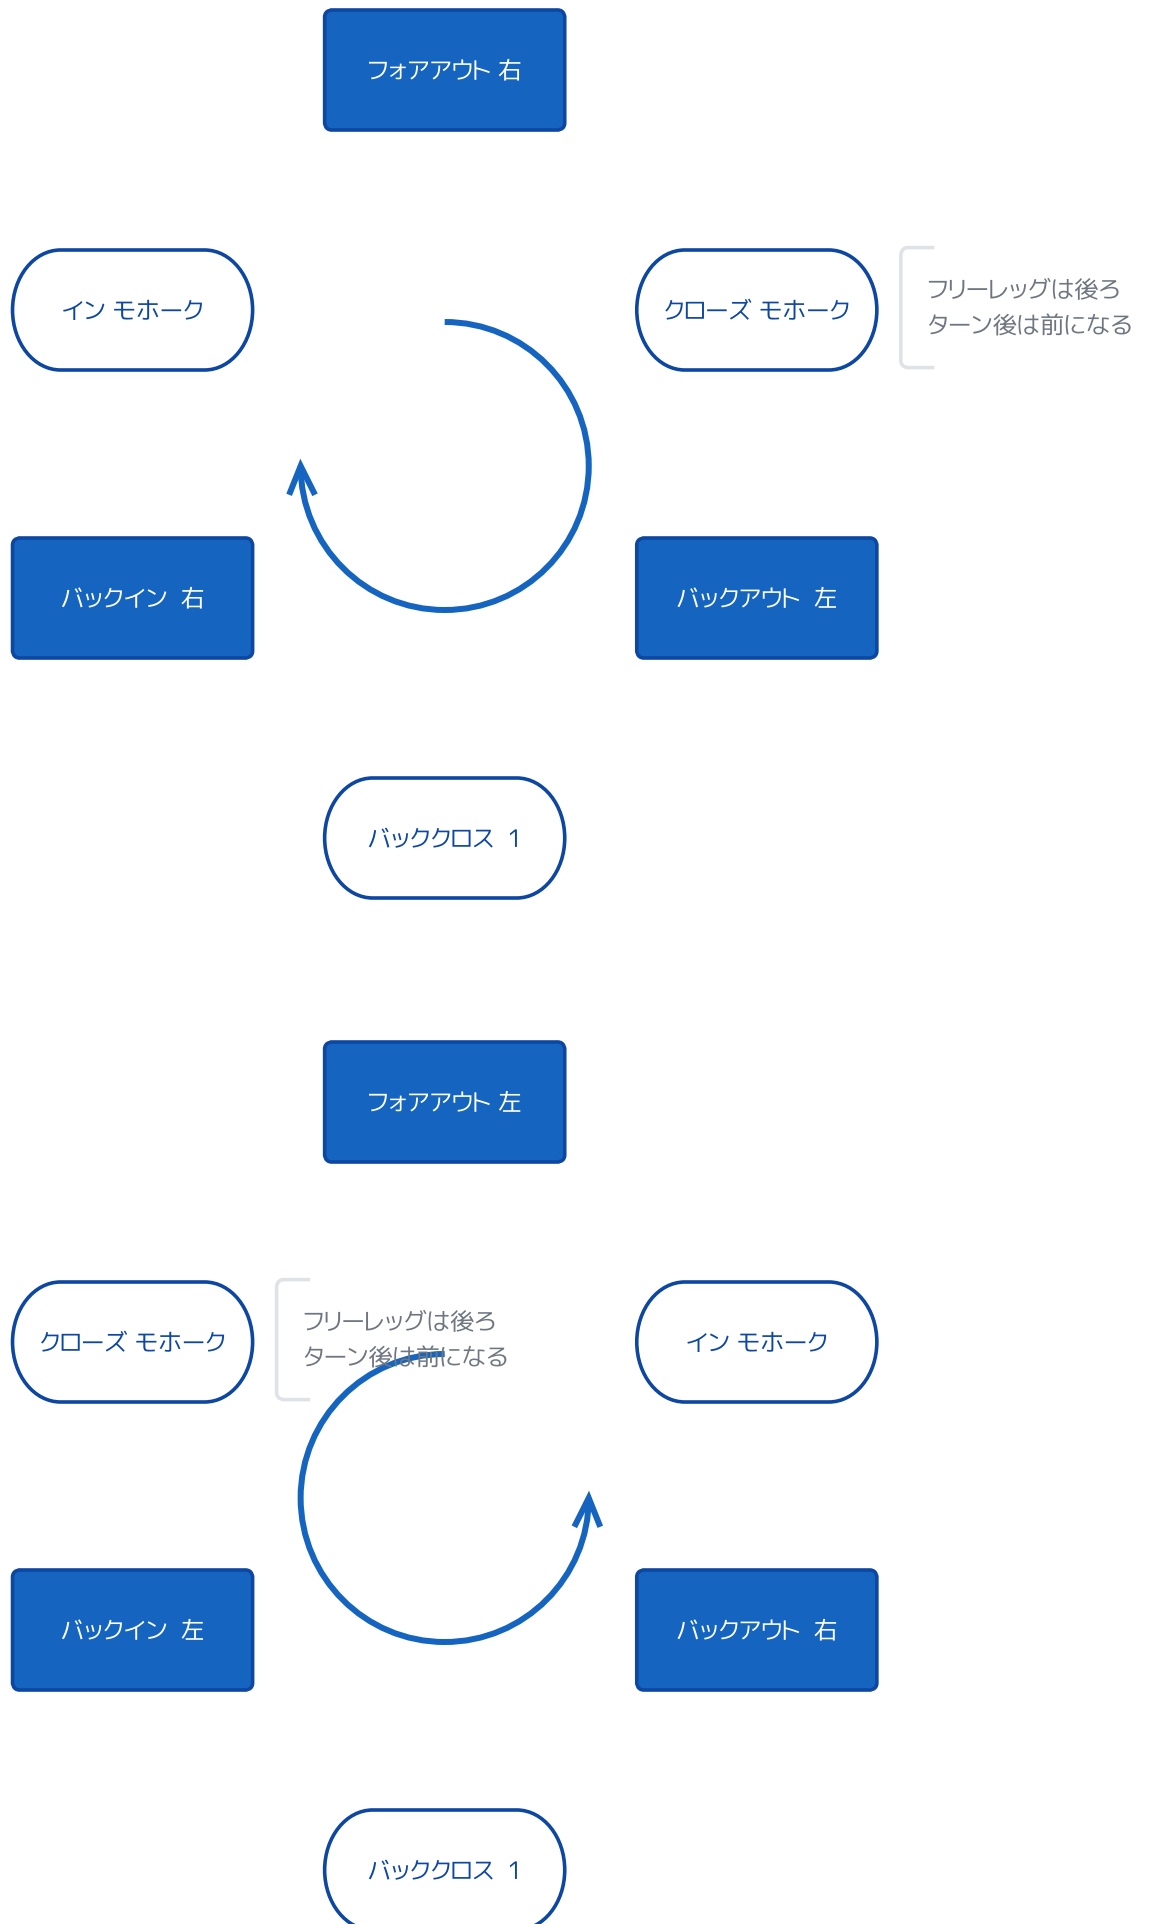 フォアアウト 右
イン モホーク
クローズ モホーク
フリーレッグは後ろ
ターン後は前になる
バックイン 右
バックアウト 左
バッククロス 1
フォアアウト 左
クローズ モホーク
フリーレッグは後ろ
ターン後は前になる
イン モホーク
バックイン 左
バックアウト 右
バッククロス 1